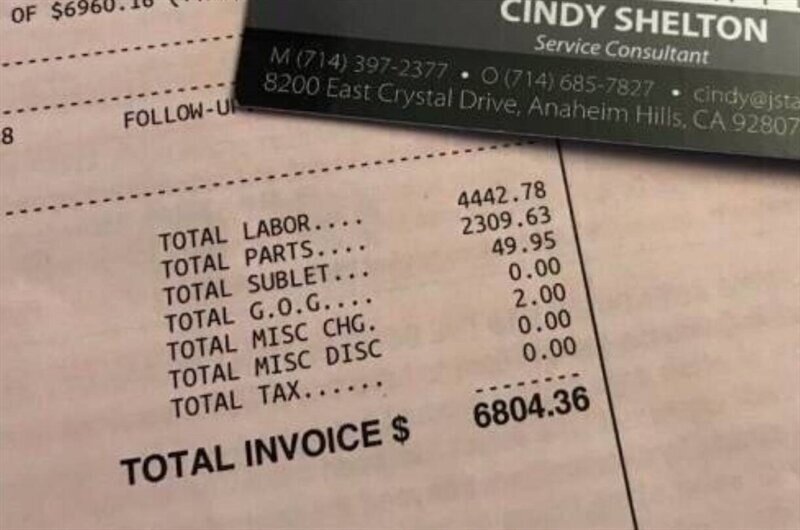 OF $6960.16
CINDY SHELTON
Service Consultant
M (714) 397-2377 • O (714) 685-7827 • cindy@jsta
8200 East Crystal Drive, Anaheim Hills, CA 92807
8 FOLLOW-UP
TOTAL LABOR.... 4442.78
TOTAL PARTS.... 2309.63
TOTAL SUBLET... 49.95
TOTAL G.O.G.... 0.00
TOTAL MISC CHG. 2.00
TOTAL MISC DISC 0.00
TOTAL TAX...... 0.00
TOTAL INVOICE $ 6804.36